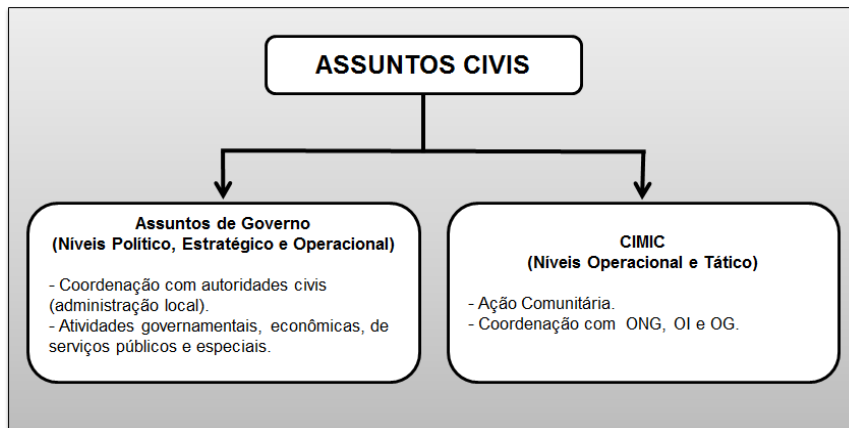 ASSUNTOS CIVIS
Assuntos de Governo
(Níveis Político, Estratégico e Operacional)
- Coordenação com autoridades civis
(administração local).
- Atividades governamentais, econômicas, de
serviços públicos e especiais.
CIMIC
(Níveis Operacional e Tático)
- Ação Comunitária.
- Coordenação com ONG, OI e OG.